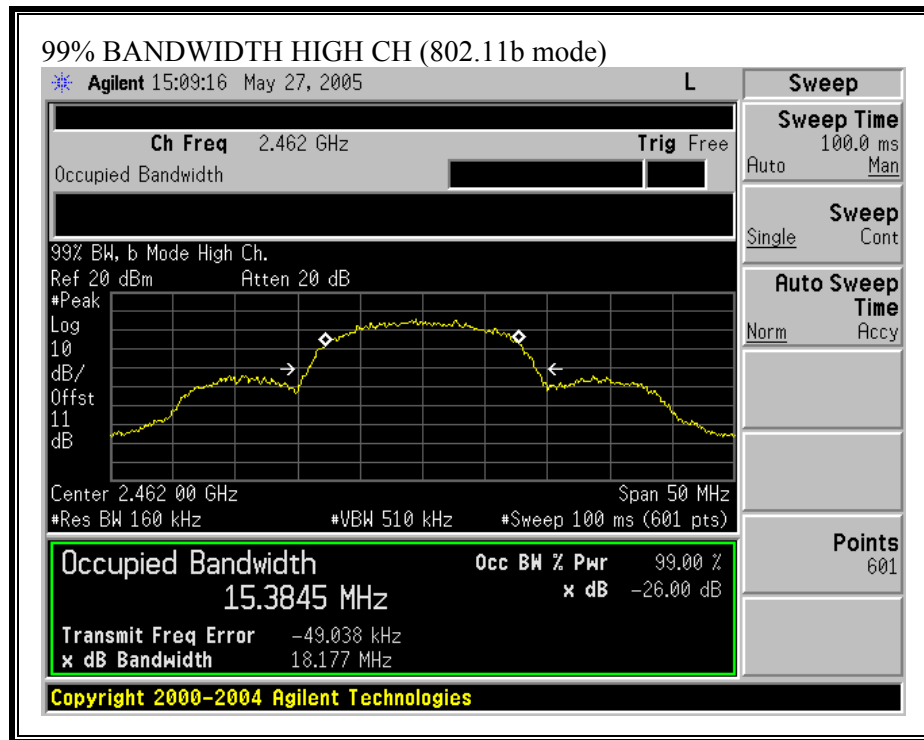 99% BANDWIDTH HIGH CH (802.11b mode)
Agilent 15:09:16 May 27, 2005 L
Sweep
Ch Freq 2.462 GHz Trig Free
Occupied Bandwidth
Sweep Time
100.0 ms
Auto Man
Sweep
Single Cont
Auto Sweep
Time
Norm Accy
Points
601
99% BW, b Mode High Ch.
Ref 20 dBm Atten 20 dB
#Peak
Log
10
dB/
Offst
11
dB
Center 2.462 00 GHz Span 50 MHz
#Res BW 160 kHz #VBW 510 kHz #Sweep 100 ms (601 pts)
Occupied Bandwidth Occ BW % Pwr 99.00 %
15.3845 MHz x dB -26.00 dB
Transmit Freq Error -49.038 kHz
x dB Bandwidth 18.177 MHz
Copyright 2000-2004 Agilent Technologies